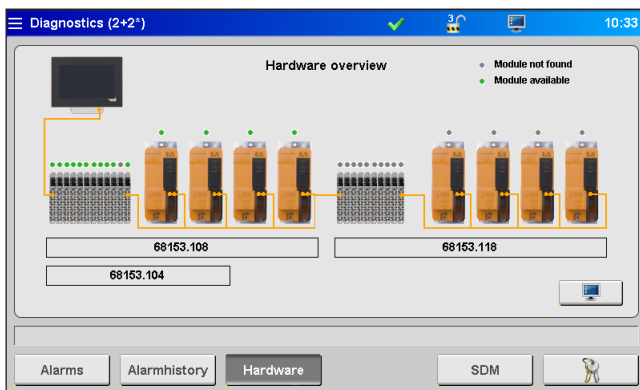 Diagnostics (2+2*)
3
10:33
Hardware overview
Module not found
Module available
68153.108
68153.118
68153.104
Alarms
Alarmhistory
Hardware
SDM